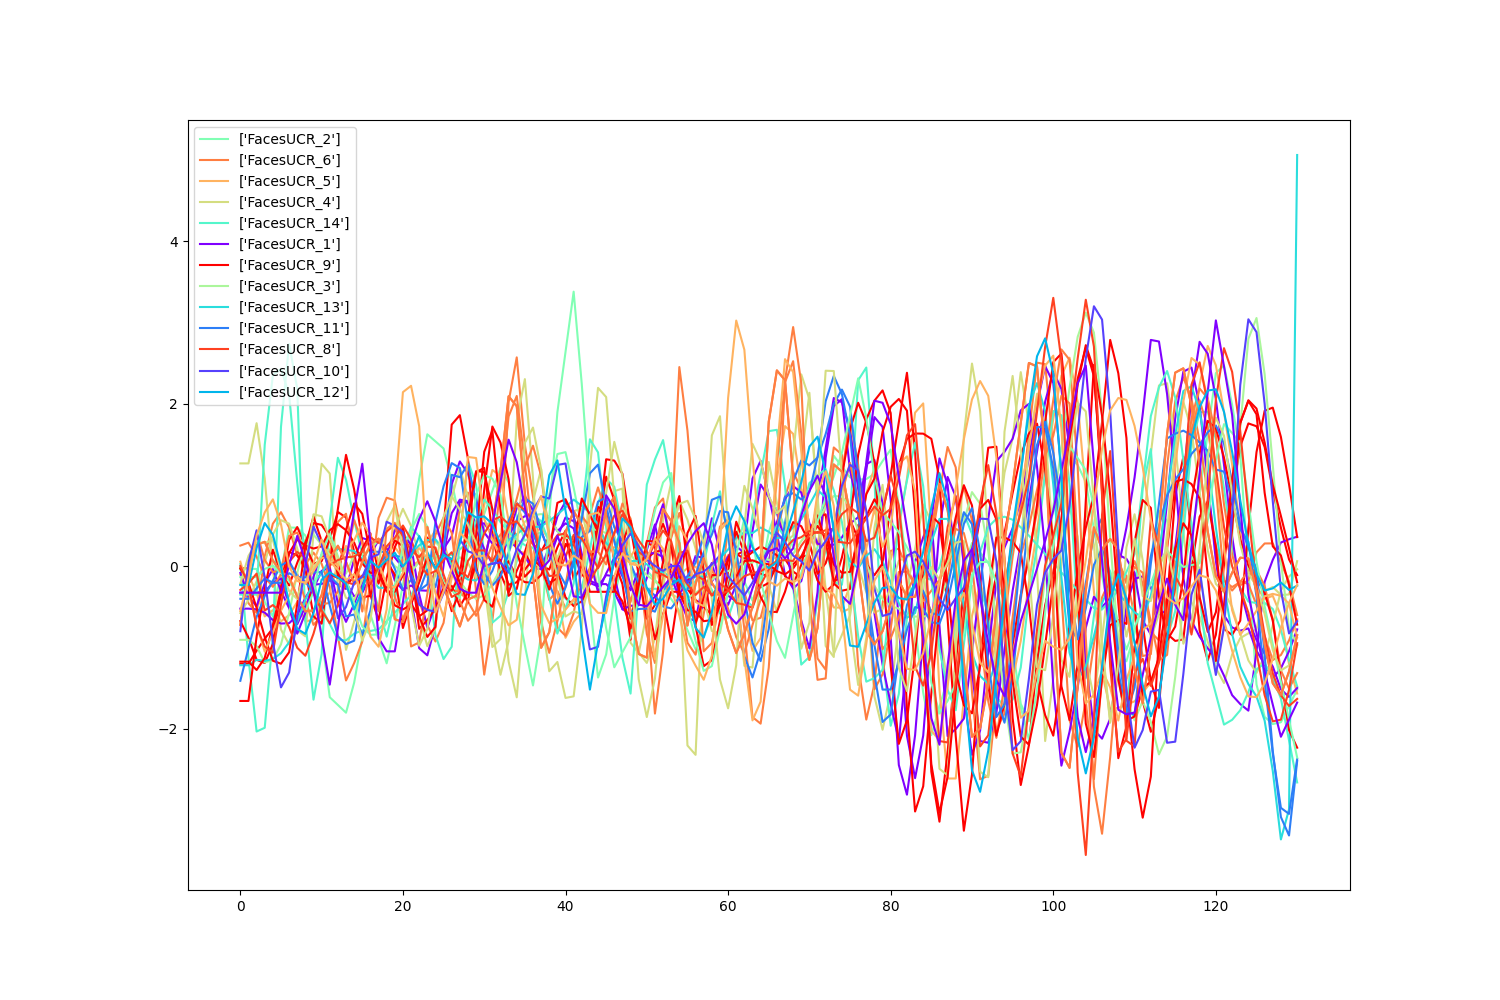 ['FacesUCR_2']
['FacesUCR_6']
['FacesUCR_5']
['FacesUCR_4']
['FacesUCR_14']
['FacesUCR_1']
['FacesUCR_9']
['FacesUCR_3']
['FacesUCR_13']
['FacesUCR_11']
['FacesUCR_8']
['FacesUCR_10']
['FacesUCR_12']
4
2
0
−2
0 20 40 60 80 100 120